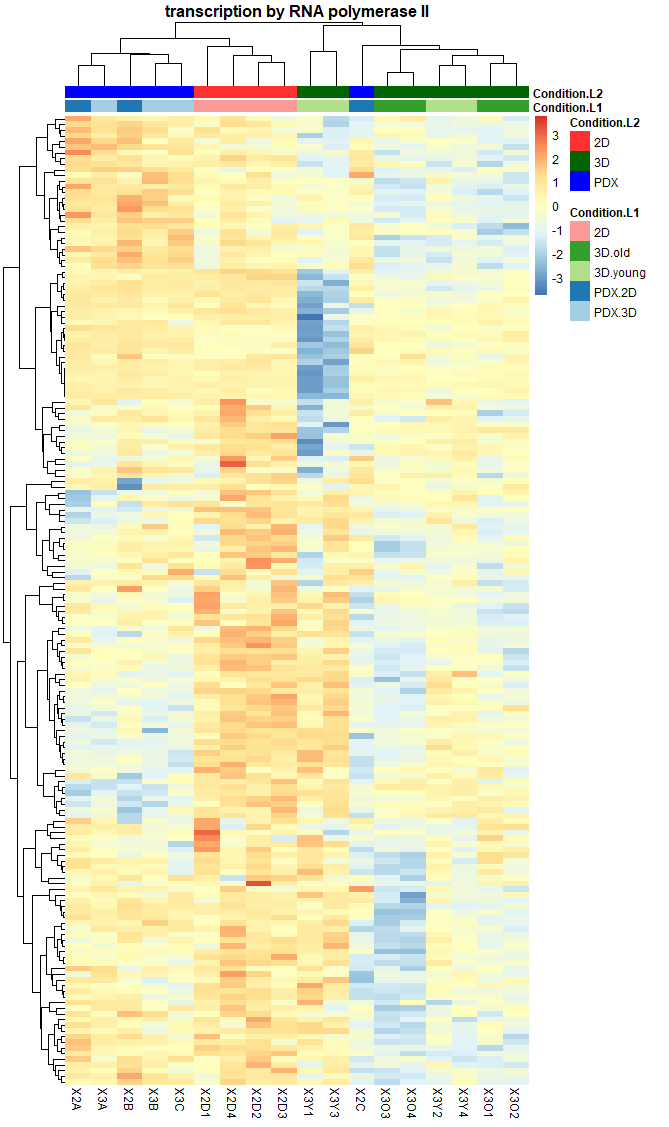 transcription by RNA polymerase II
Condition.L2
Condition.L1
3
2
1
0
-1
-2
-3
Condition.L2
2D
3D
PDX
Condition.L1
2D
3D.old
3D.young
PDX.2D
PDX.3D
X2A
X3A
X2B
X3B
X3C
X2D1
X2D4
X2D2
X2D3
X3Y1
X3Y3
X2C
X3O3
X3O4
X3Y2
X3Y4
X3O1
X3O2